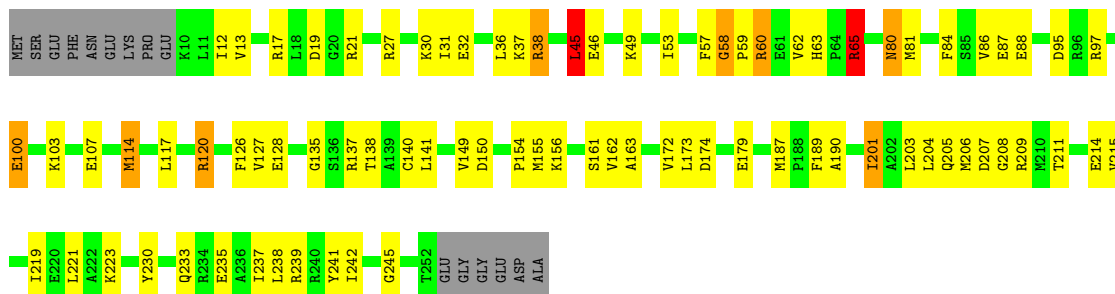 MET SER GLU PHE ASN GLU LYS PRO GLU K10 L11 I12 V13 R17 L18 D19 G20 R21 R27 K30 I31 E32 L36 K37 R38 L45 E46 K49 I53 F57 G58 P59 R60 E61 V62 H63 P64 R65 N80 M81 F84 S85 V86 E87 E88 D95 R96 R97
E100 K103 E107 M114 L117 R120 F126 V127 E128 G135 S136 R137 T138 A139 C140 L141 V149 D150 P154 M155 K156 S161 V162 A163 V172 L173 D174 E179 M187 P188 F189 A190 I201 A202 L203 L204 Q205 M206 D207 G208 R209 M210 T211 E214
I219 E220 L221 A222 K223 Y230 Q233 R234 E235 A236 I237 L238 R239 R240 Y241 I242 G245 T252 GLU GLY GLY GLU ASP ALA